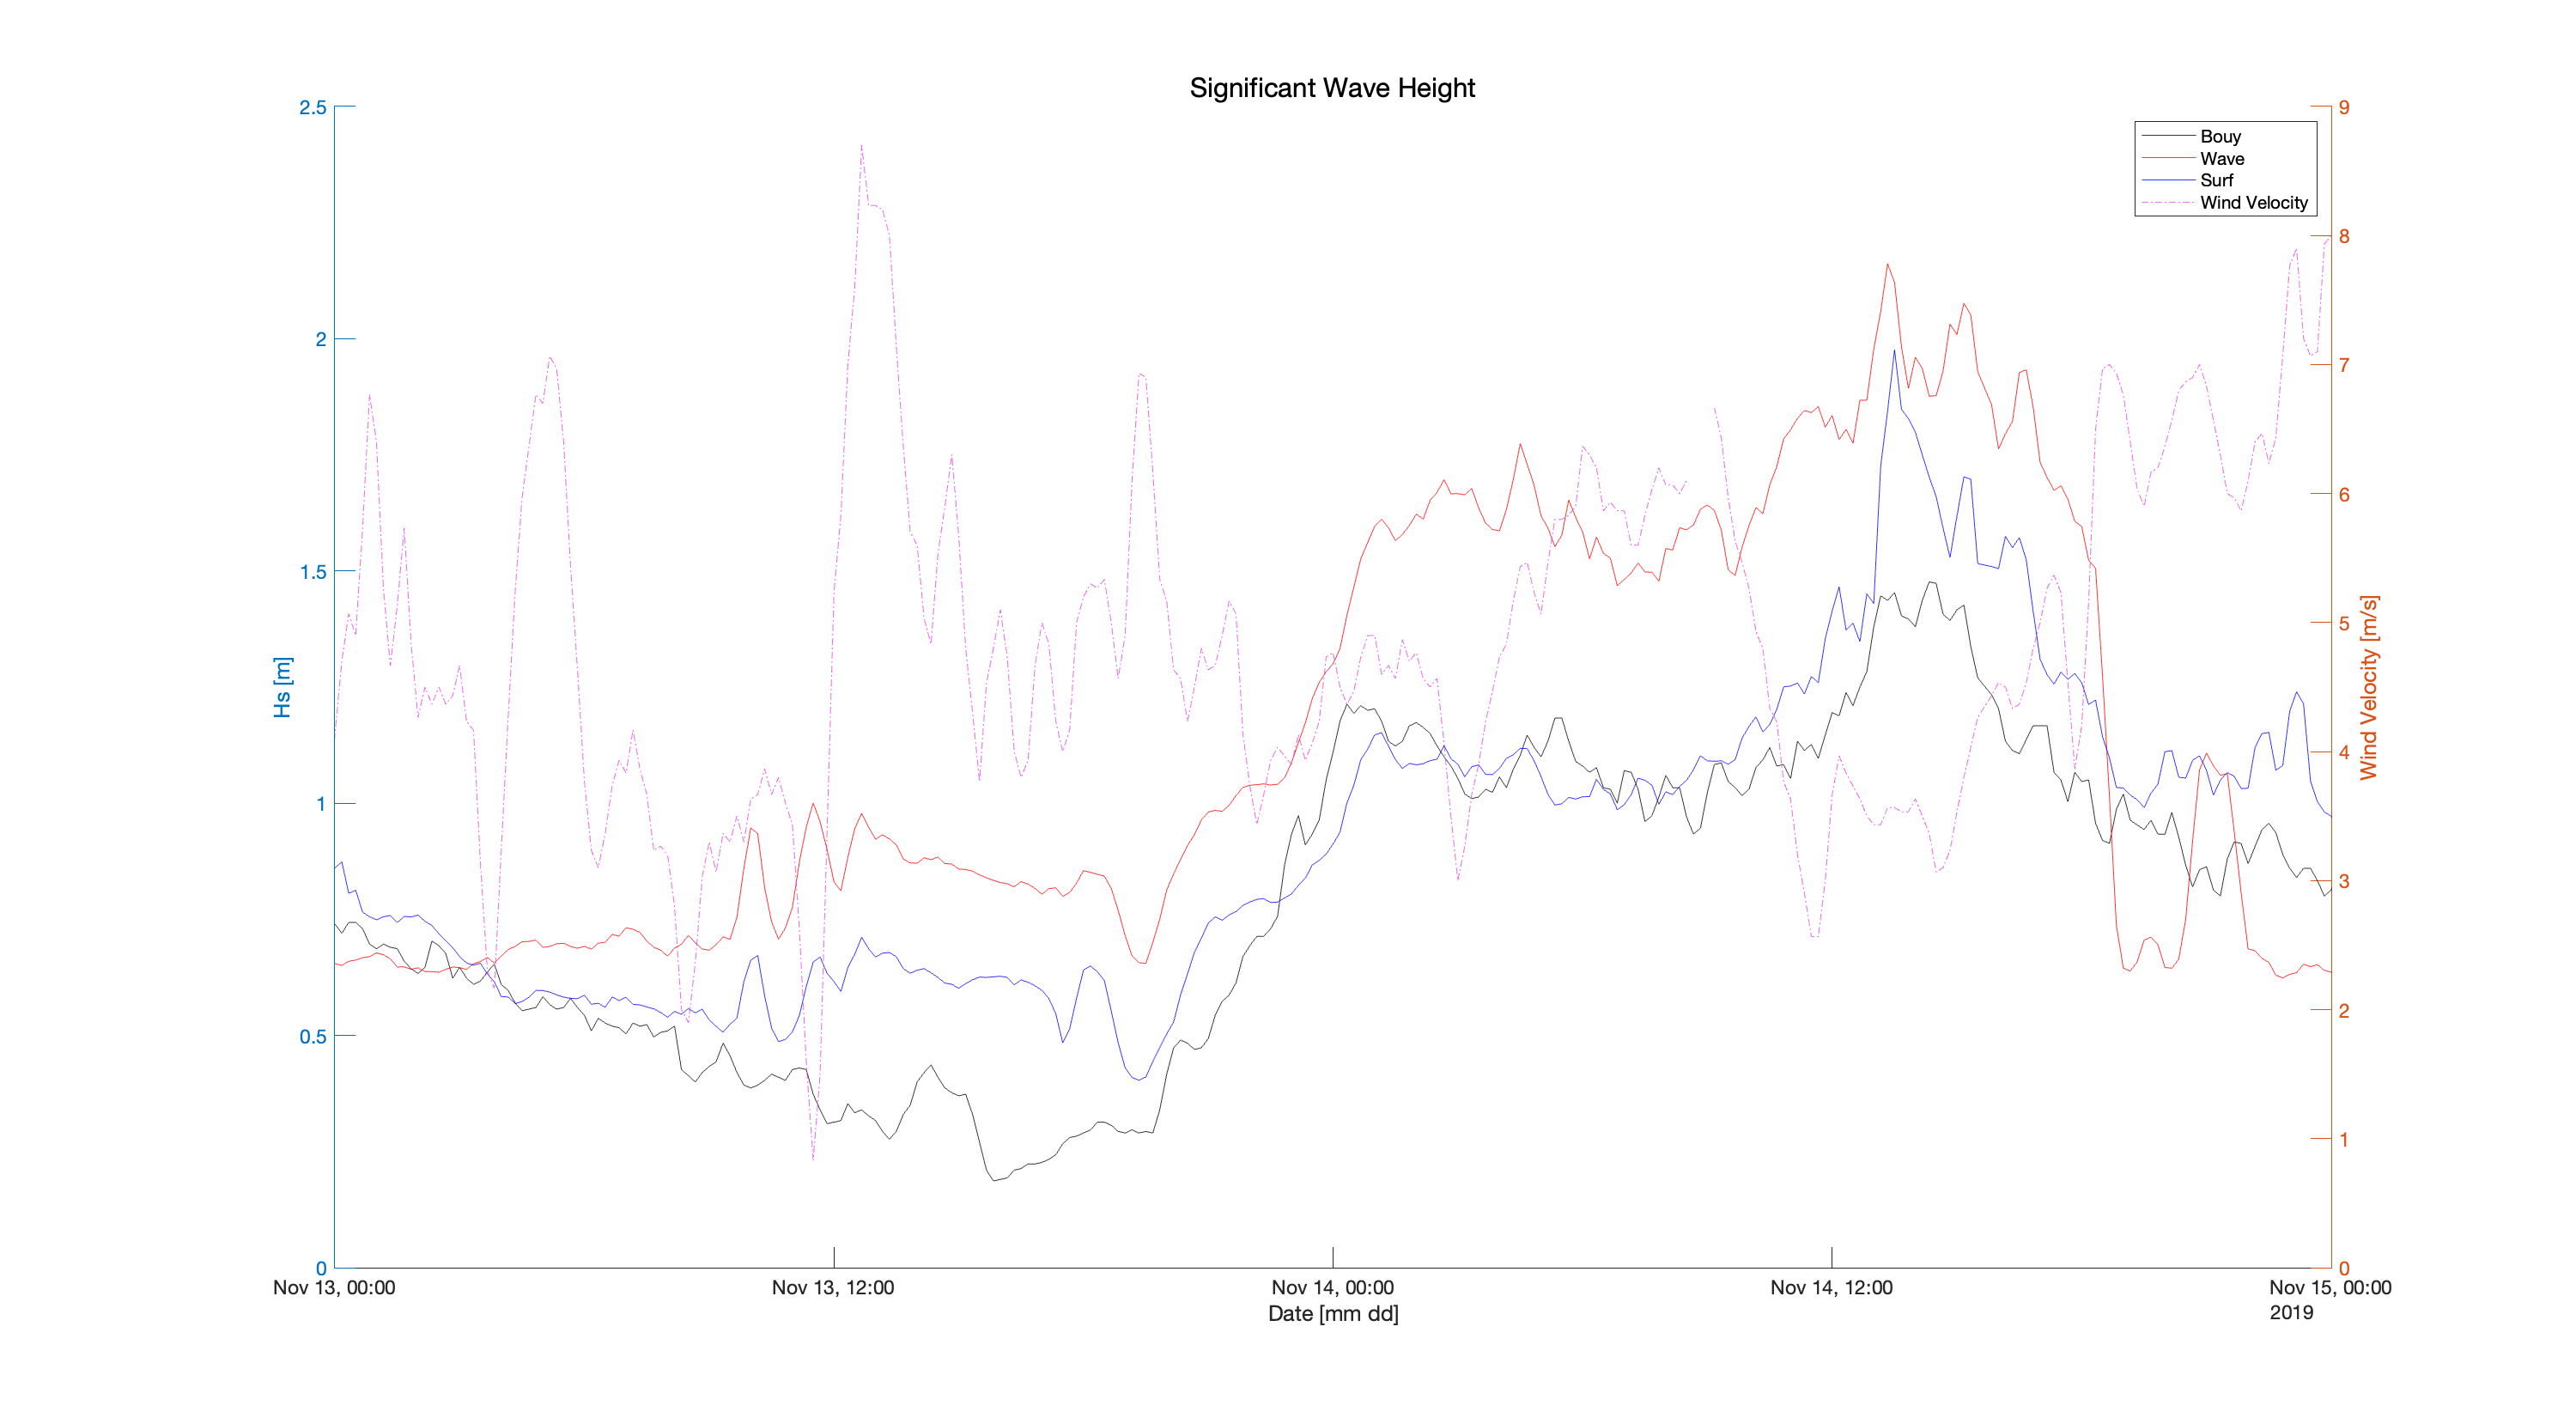 Significant Wave Height
2.5
2
1.5
1
0.5
0
Hs [m]
9
8
7
6
5
4
3
2
1
0
Wind Velocity [m/s]
Bouy
Wave
Surf
Wind Velocity
Nov 13, 00:00
Nov 13, 12:00
Nov 14, 00:00
Nov 14, 12:00
Nov 15, 00:00
Date [mm dd]
2019